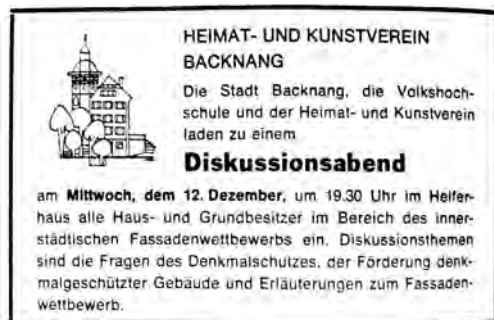 HEIMAT- UND KUNSTVEREIN
BACKNANG
Die Stadt Backnang, die Volkshoch-
schule und der Heimat- und Kunstverein
laden zu einem
Diskussionsabend
am Mittwoch, dem 12. Dezember, um 19.30 Uhr im Helfer-
haus alle Haus- und Grundbesitzer im Bereich des inner-
städtischen Fassadenwettbewerbs ein. Diskussionsthemen
sind die Fragen des Denkmalschutzes, der Förderung denk-
malgeschützter Gebäude und Erläuterungen zum Fassaden-
wettbewerb.